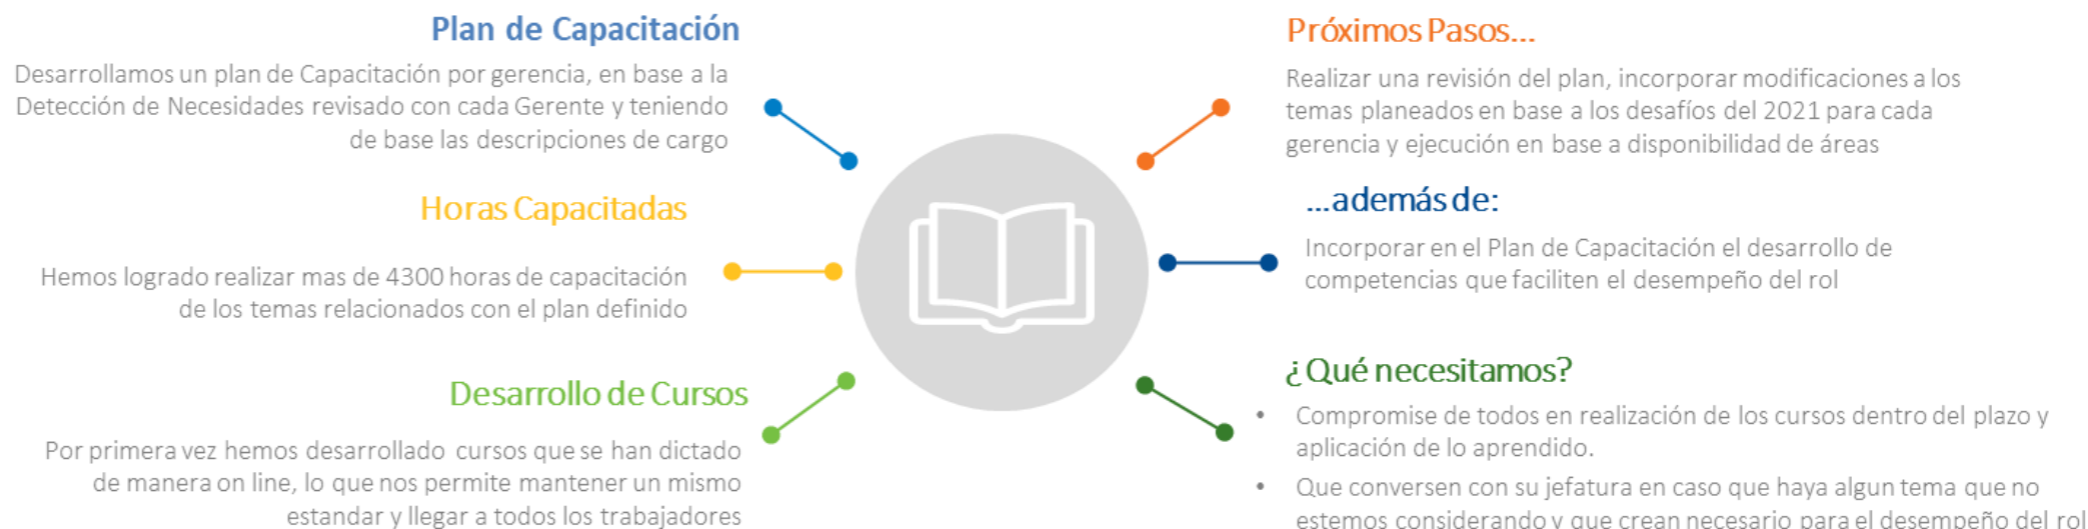 Plan de Capacitación
Desarrollamos un plan de Capacitación por gerencia, en base a la
Detección de Necesidades revisado con cada Gerente y teniendo
de base las descripciones de cargo
Horas Capacitadas
Hemos logrado realizar mas de 4300 horas de capacitación
de los temas relacionados con el plan definido
Desarrollo de Cursos
Por primera vez hemos desarrollado cursos que se han dictado
de manera on line, lo que nos permite mantener un mismo
estandar y llegar a todos los trabajadores
Próximos Pasos...
Realizar una revisión del plan, incorporar modificaciones a los
temas planeados en base a los desafíos del 2021 para cada
gerencia y ejecución en base a disponibilidad de áreas
...además de:
Incorporar en el Plan de Capacitación el desarrollo de
competencias que faciliten el desempeño del rol
¿Qué necesitamos?
• Compromise de todos en realización de los cursos dentro del plazo y
aplicación de lo aprendido.
• Que conversen con su jefatura en caso que haya algun tema que no
estemos considerando y que crean necesario para el desempeño del rol